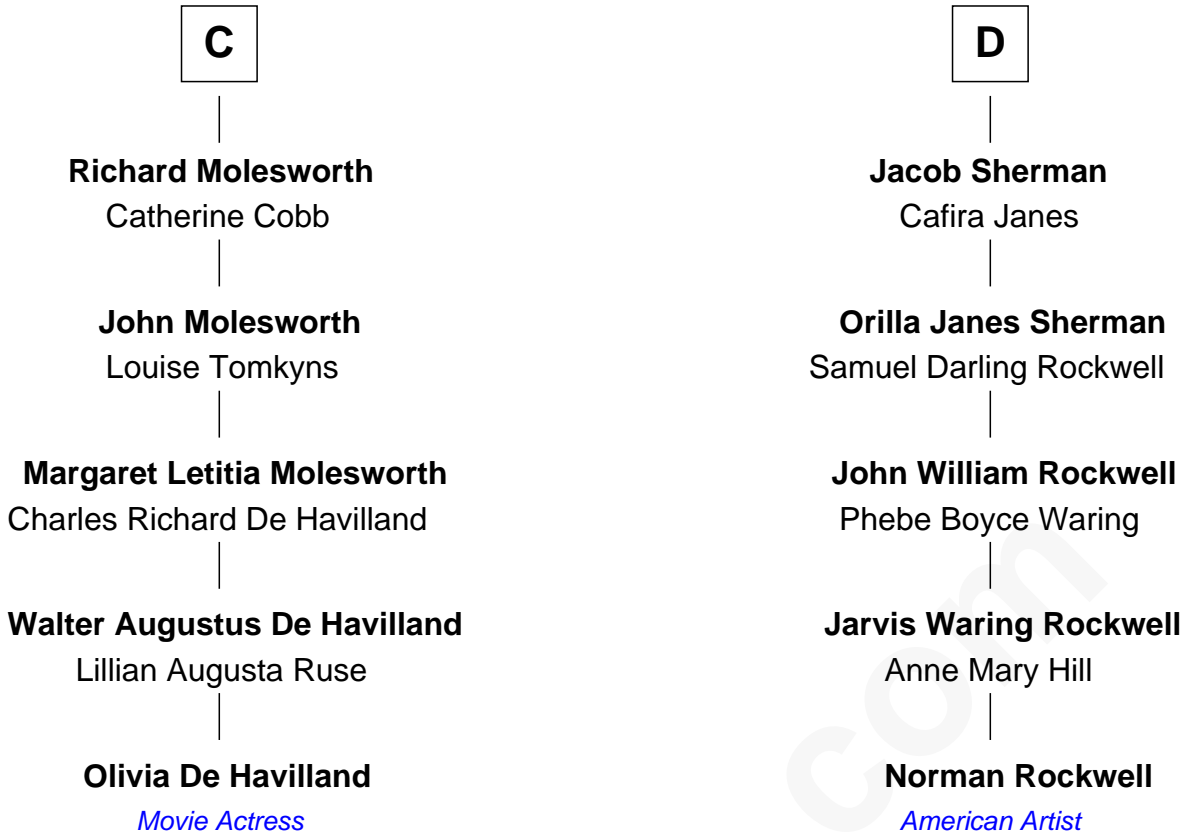 C
Richard Molesworth
Catherine Cobb
John Molesworth
Louise Tomkyns
Margaret Letitia Molesworth
Charles Richard De Havilland
Walter Augustus De Havilland
Lillian Augusta Ruse
Olivia De Havilland
Movie Actress
D
Jacob Sherman
Cafira Janes
Orilla Janes Sherman
Samuel Darling Rockwell
John William Rockwell
Phebe Boyce Waring
Jarvis Waring Rockwell
Anne Mary Hill
Norman Rockwell
American Artist
com